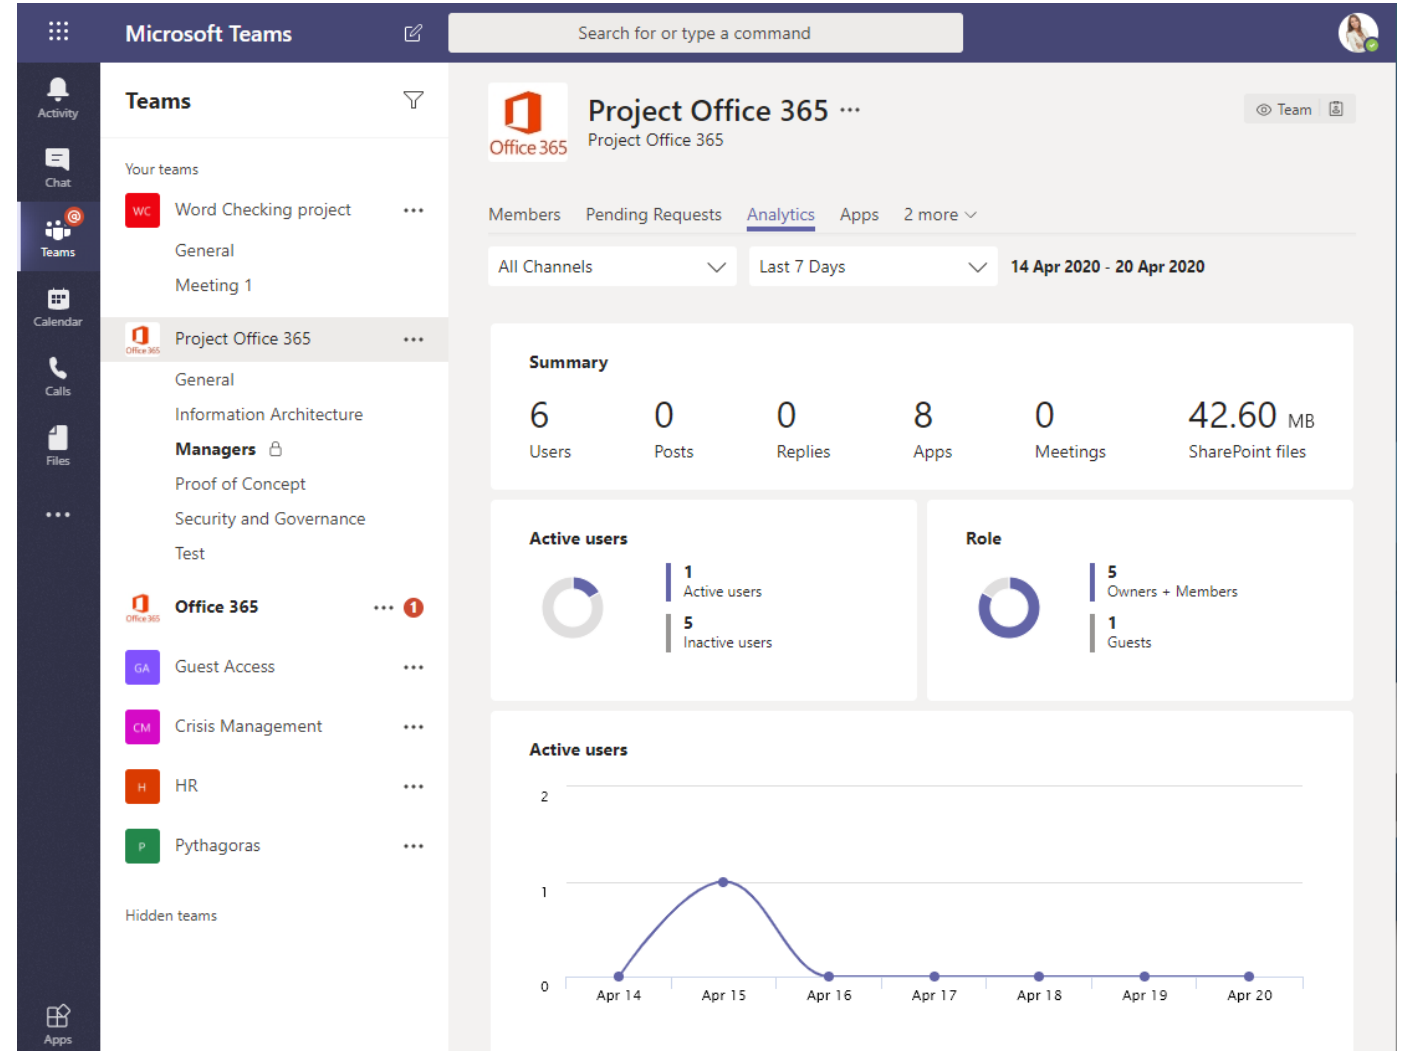 Microsoft Teams
Search for or type a command
Activity
Chat
@
Teams
Calendar
Calls
Files
Apps
Teams
Your teams
WC Word Checking project
General
Meeting 1
Office 365 Project Office 365
General
Information Architecture
Managers
Proof of Concept
Security and Governance
Test
Office 365 Office 365 1
GA Guest Access
CM Crisis Management
H HR
P Pythagoras
Hidden teams
Office 365
Project Office 365
Project Office 365
Team
Members Pending Requests Analytics Apps 2 more
All Channels Last 7 Days 14 Apr 2020 - 20 Apr 2020
Summary
6 0 0 8 0 42.60 MB
Users Posts Replies Apps Meetings SharePoint files
Active users
1
Active users
5
Inactive users
Role
5
Owners + Members
1
Guests
Active users
2
1
0
Apr 14 Apr 15 Apr 16 Apr 17 Apr 18 Apr 19 Apr 20